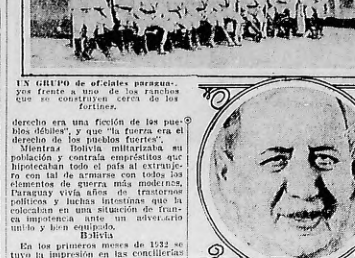 UN GRUPO de oficiales paragua-
yos frente a uno de los ranchos
que se construyen cerca de los
fortines.
derecho era una ficción de los pue-
blos débiles", y que "la fuerza era el
derecho de los pueblos fuertes".
Mientras Bolivia militarizaba su
población y contraía empréstitos que
hipotecaban todo el país al extranje-
ro con tal de armarse con todos los
elementos de guerra más modernas,
Paraguay vivía años de trastornos
políticos y luchas intestinas que la
colocaban en una situación de fran-
ca impotencia ante un adversario
unido y bien equipado.
Bolivia
En los primeros meses de 1532 se
tuvo la impresión en las concillerías